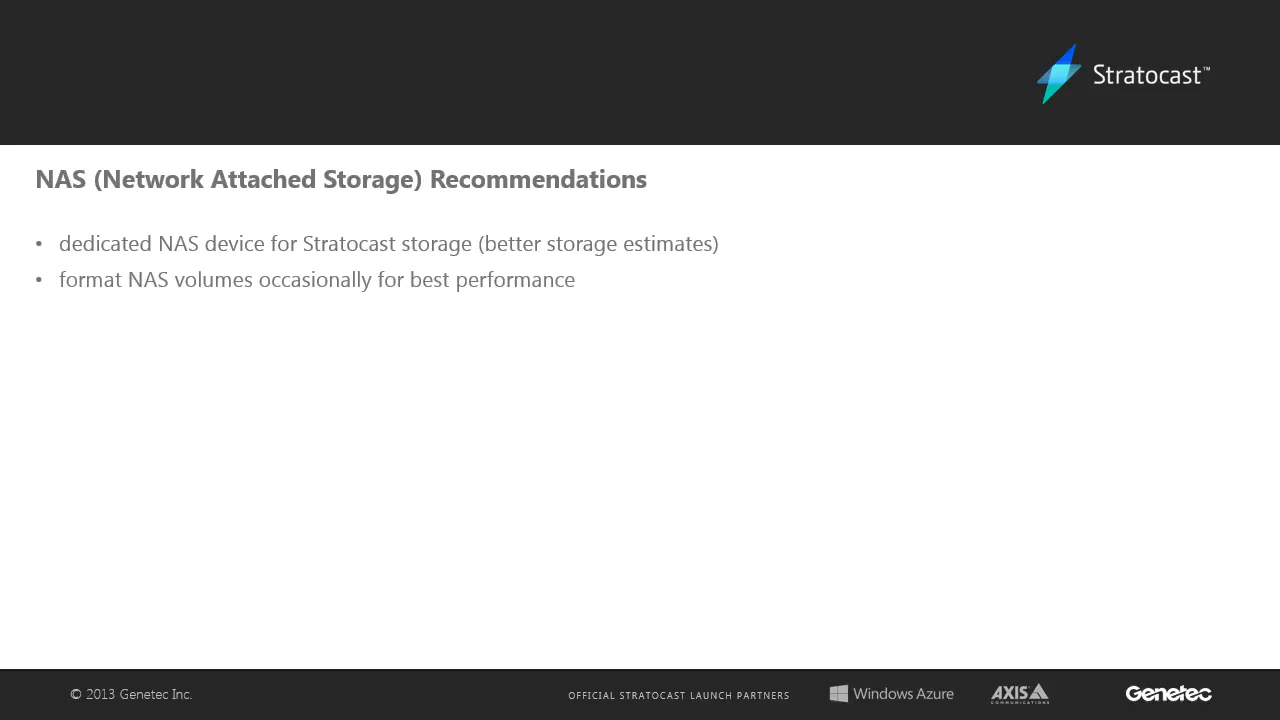 Stratocast™
NAS (Network Attached Storage) Recommendations
• dedicated NAS device for Stratocast storage (better storage estimates)
• format NAS volumes occasionally for best performance
© 2013 Genetec Inc.
OFFICIAL STRATOCAST LAUNCH PARTNERS
Windows Azure
AXIS
COMMUNICATIONS
Genetec